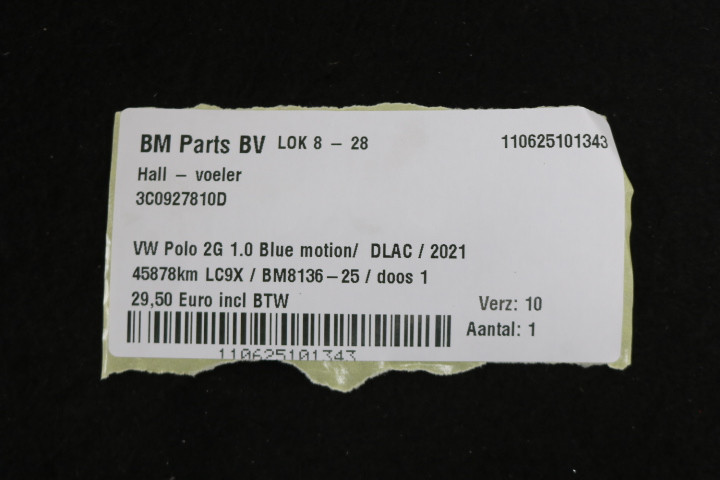 BM Parts BV LOK 8 - 28 110625101343
Hall - voeler
3C0927810D
VW Polo 2G 1.0 Blue motion/ DLAC / 2021
45878km LC9X / BM8136-25 / doos 1
29,50 Euro incl BTW Verz: 10
Aantal: 1
110625101343